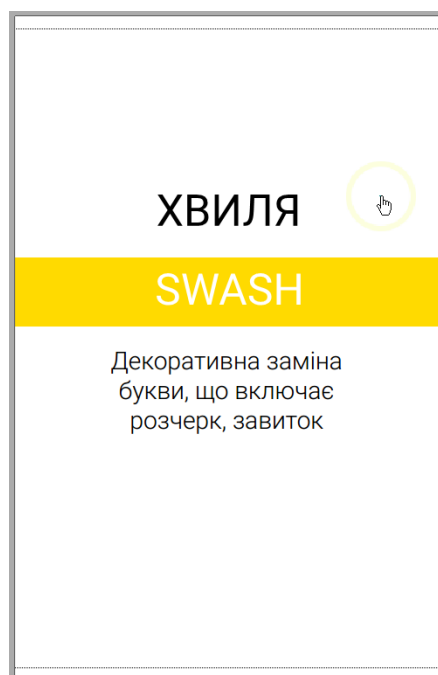 ХВИЛЯ
SWASH
Декоративна заміна
букви, що включає
розчерк, завиток